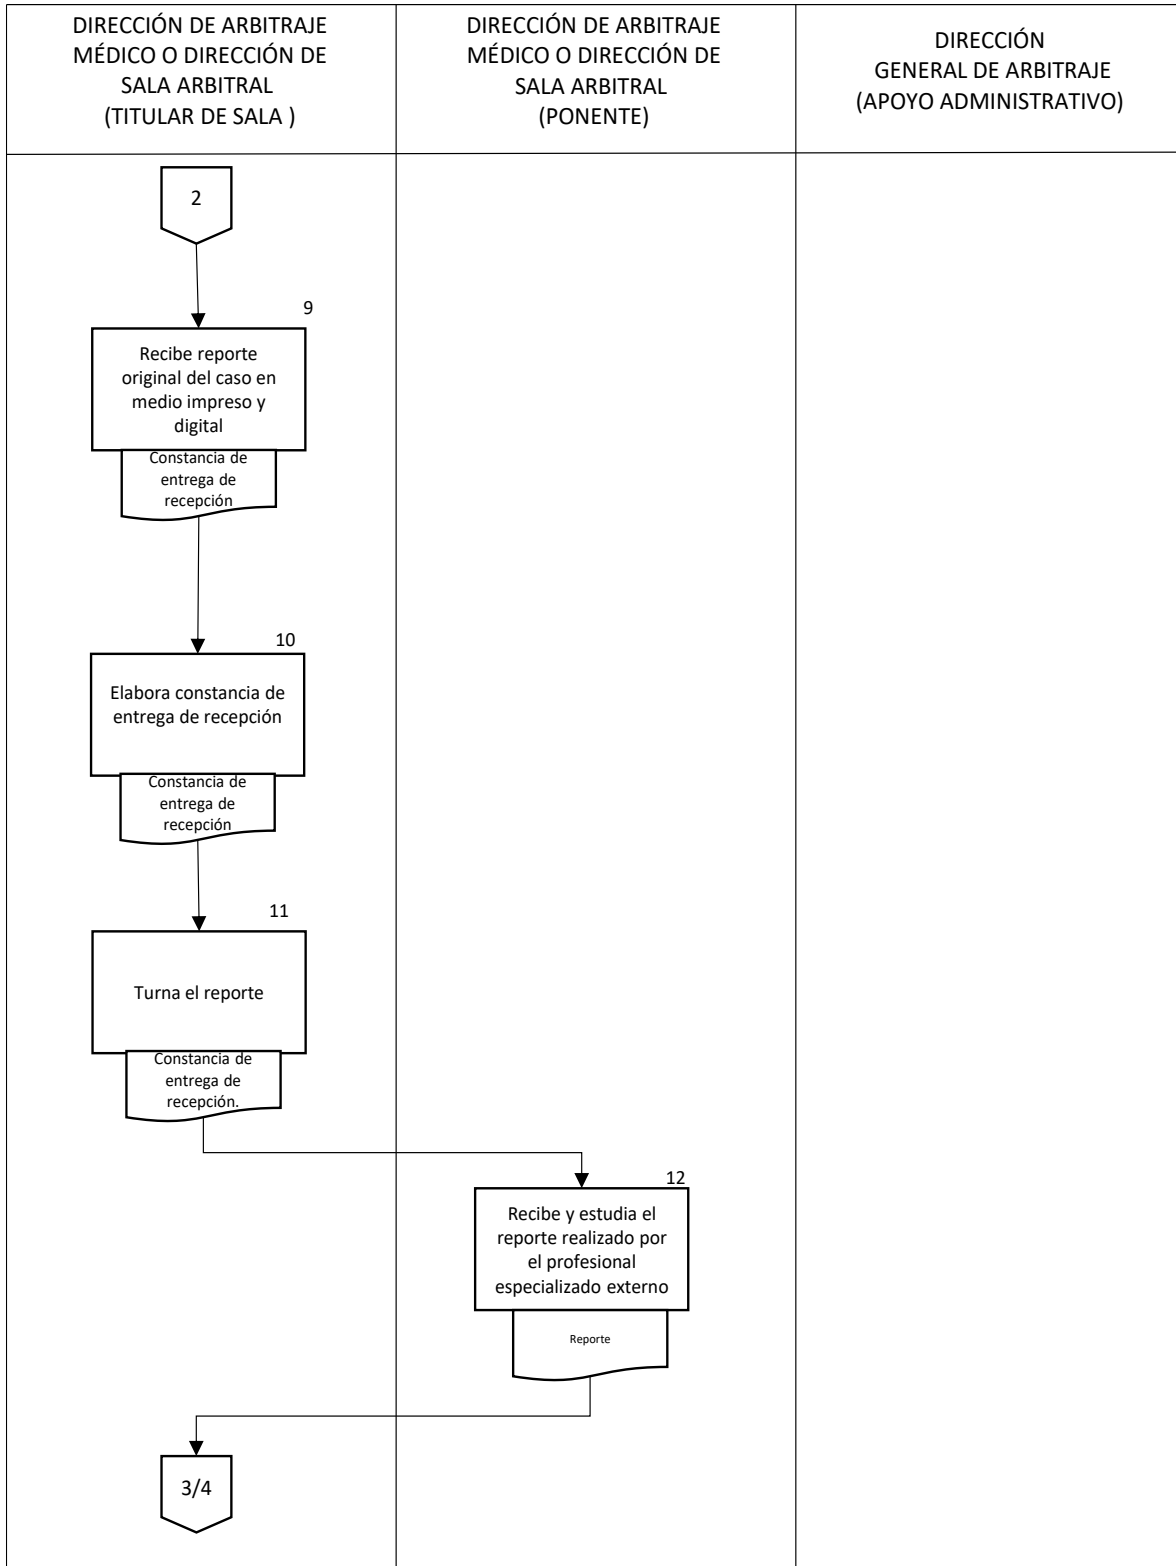 DIRECCIÓN DE ARBITRAJE
MÉDICO O DIRECCIÓN DE
SALA ARBITRAL
(TITULAR DE SALA )
DIRECCIÓN DE ARBITRAJE
MÉDICO O DIRECCIÓN DE
SALA ARBITRAL
(PONENTE)
DIRECCIÓN
GENERAL DE ARBITRAJE
(APOYO ADMINISTRATIVO)
2
9
Recibe reporte
original del caso en
medio impreso y
digital
Constancia de
entrega de
recepción
10
Elabora constancia de
entrega de recepción
Constancia de
entrega de
recepción
11
Turna el reporte
Constancia de
entrega de
recepción.
12
Recibe y estudia el
reporte realizado por
el profesional
especializado externo
Reporte
3/4